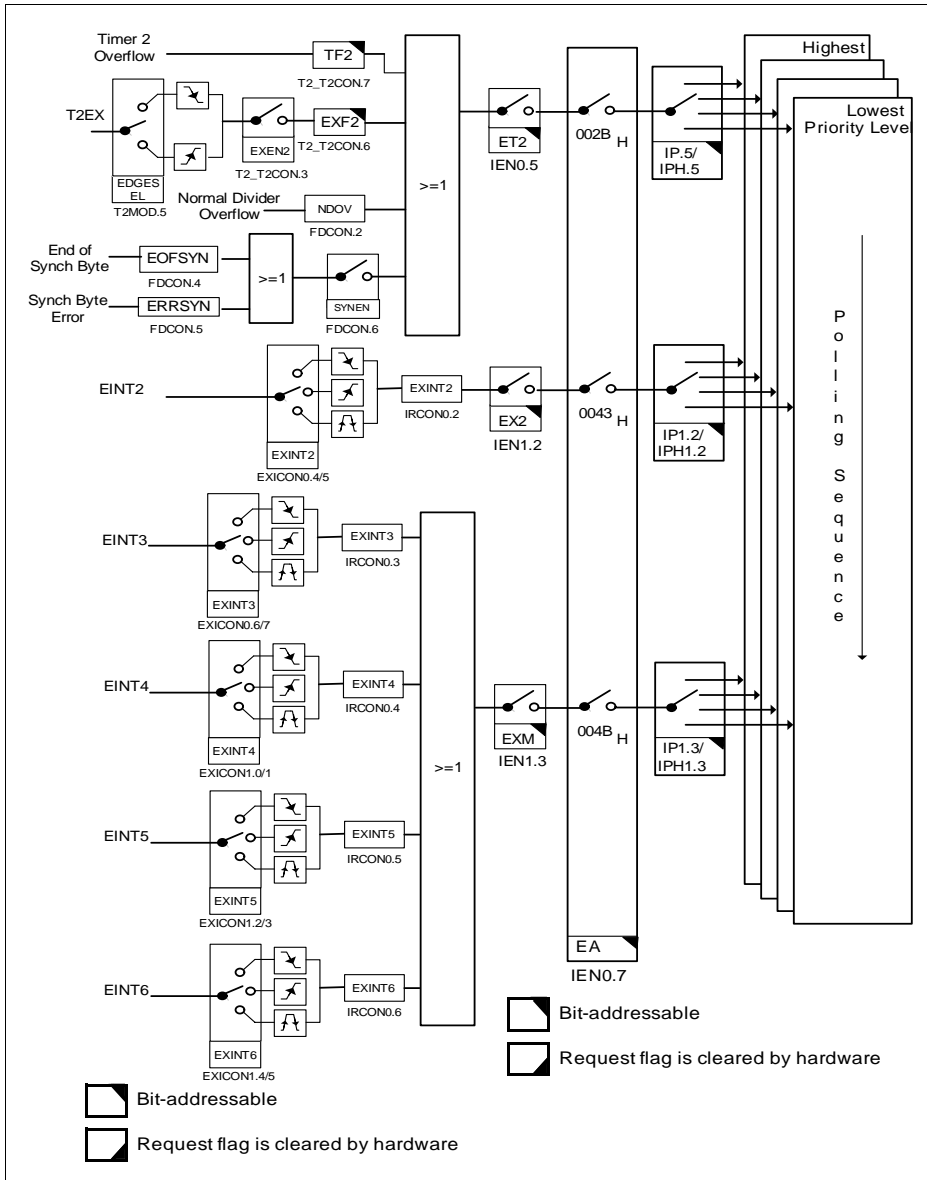 Timer 2
Overflow
TF2
T2_T2CON.7
T2EX
EDGES
EL
T2MOD.5
EXEN2
T2_T2CON.3
EXF2
T2_T2CON.6
Normal Divider
Overflow
NDOV
FDCON.2
End of
Synch Byte
EOFSYN
FDCON.4
Synch Byte
Error
ERRSYN
FDCON.5
>=1
SYNEN
FDCON.6
>=1
ET2
IEN0.5
002B
H
IP.5/
IPH.5
Highest
Lowest
Priority Level
EINT2
EXINT2
EXICON0.4/5
EXINT2
IRCON0.2
EX2
IEN1.2
0043
H
IP1.2/
IPH1.2
Polling Sequence
EINT3
EXINT3
EXICON0.6/7
EXINT3
IRCON0.3
EINT4
EXINT4
EXICON1.0/1
EXINT4
IRCON0.4
>=1
EXM
IEN1.3
004B
H
IP1.3/
IPH1.3
EINT5
EXINT5
EXICON1.2/3
EXINT5
IRCON0.5
EINT6
EXINT6
EXICON1.4/5
EXINT6
IRCON0.6
EA
IEN0.7
Bit-addressable
Request flag is cleared by hardware
Bit-addressable
Request flag is cleared by hardware